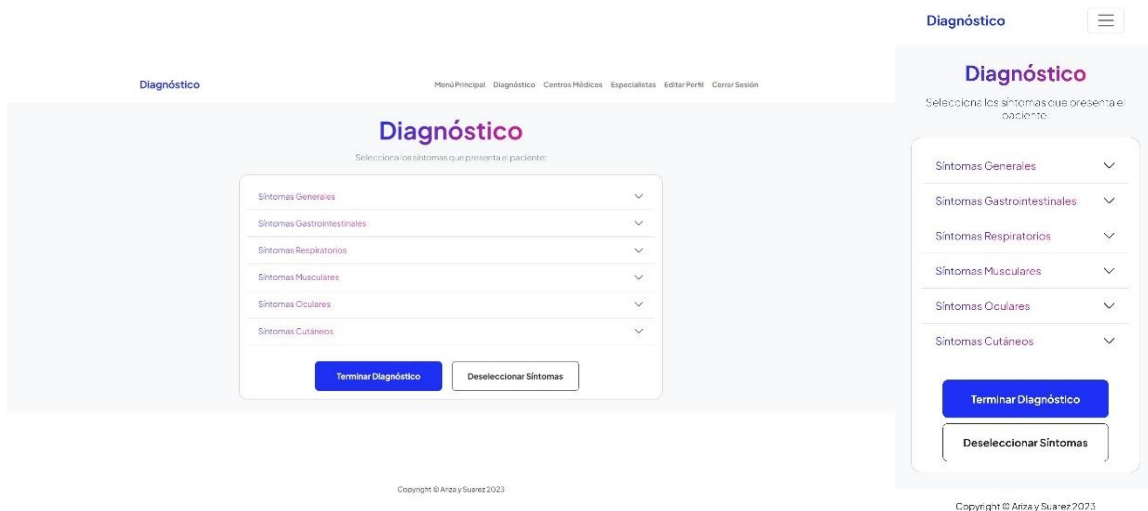 Diagnóstico
Menú Principal Diagnóstico Centros Médicos Especialistas Editar Perfil Cerrar Sesión
Diagnóstico
Selecciona los síntomas que presenta el paciente:
Síntomas Generales
Síntomas Gastrointestinales
Síntomas Respiratorios
Síntomas Musculares
Síntomas Oculares
Síntomas Cutáneos
Terminar Diagnóstico
Deseleccionar Síntomas
Copyright © Ariza y Suarez 2023
Diagnóstico
Diagnóstico
Selecciona los síntomas que presenta el
paciente:
Síntomas Generales
Síntomas Gastrointestinales
Síntomas Respiratorios
Síntomas Musculares
Síntomas Oculares
Síntomas Cutáneos
Terminar Diagnóstico
Deseleccionar Síntomas
Copyright © Ariza y Suarez 2023